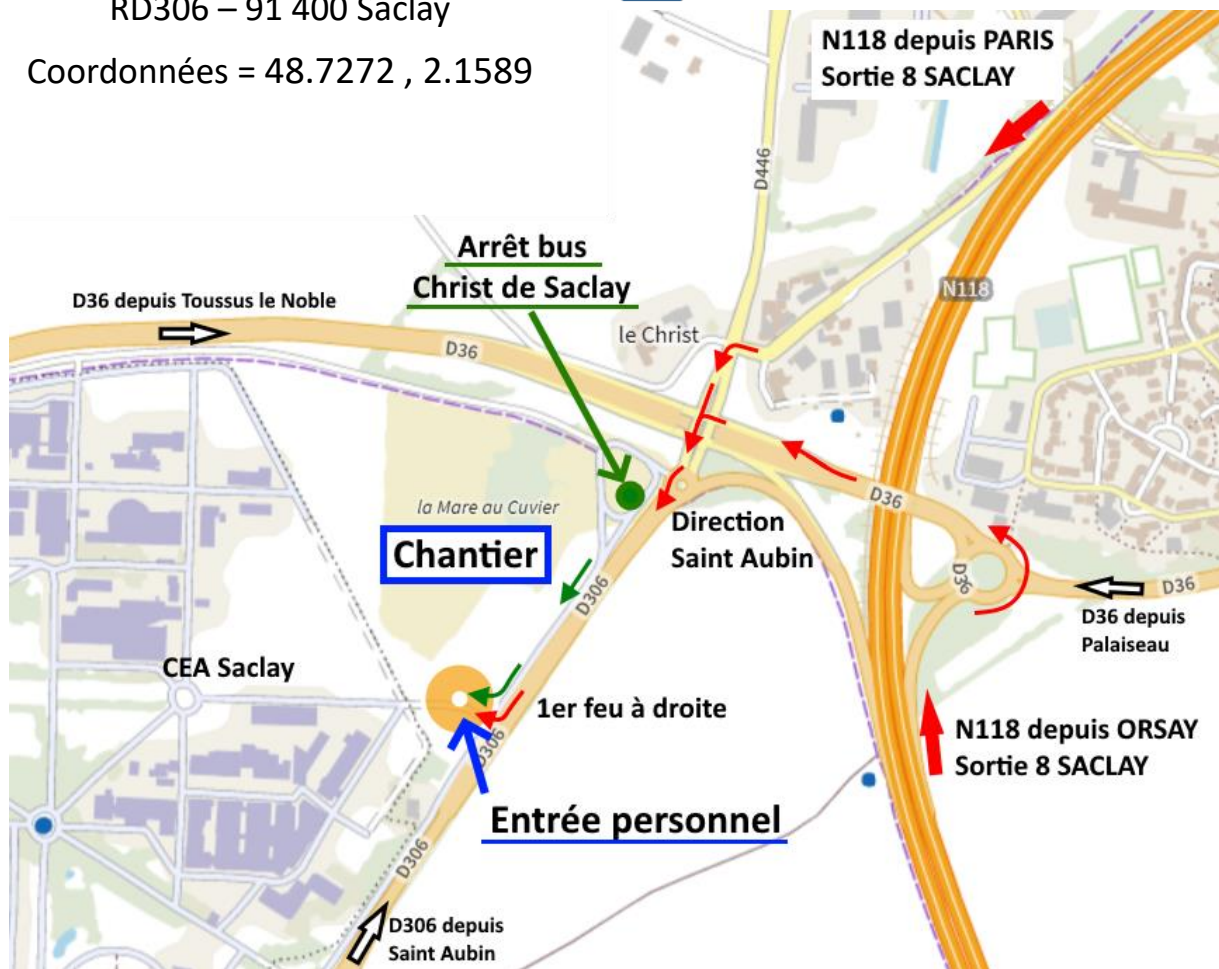 RD306 – 91 400 Saclay
Coordonnées = 48.7272 , 2.1589
N118 depuis PARIS
Sortie 8 SACLAY
D446
Arrêt bus
Christ de Saclay
D36 depuis Toussus le Noble
N118
le Christ
D36
D36
la Mare au Cuvier
Direction
Saint Aubin
Chantier
D36
D36
D306
D36 depuis
Palaiseau
CEA Saclay
1er feu à droite
N118 depuis ORSAY
Sortie 8 SACLAY
D306
Entrée personnel
D306
D306 depuis
Saint Aubin